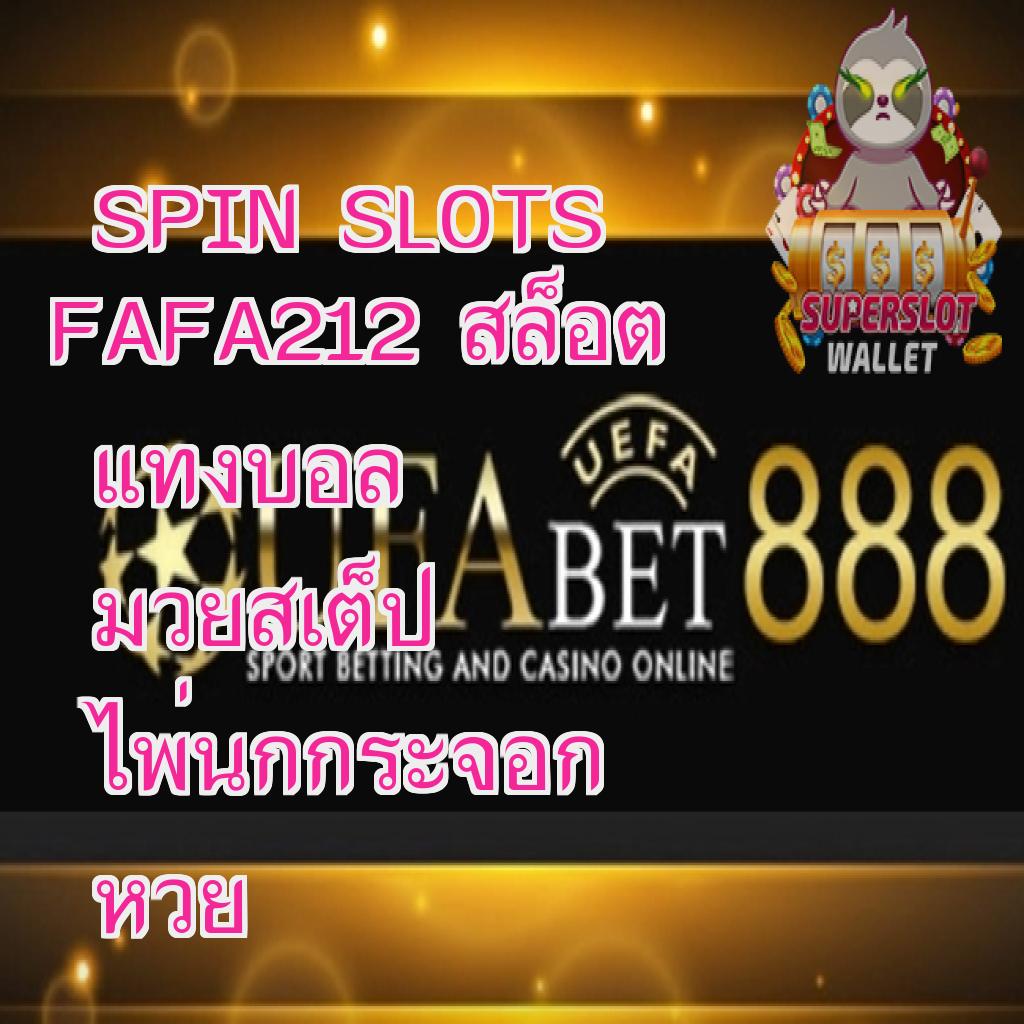 SPIN SLOTS
FAFA212 สล็อต
SUPERSLOT
WALLET
แทงบอล
UEFA
UFABET888
มวยสเต็ป
SPORT BETTING AND CASINO ONLINE
ไพ่นกกระจอก
หวย